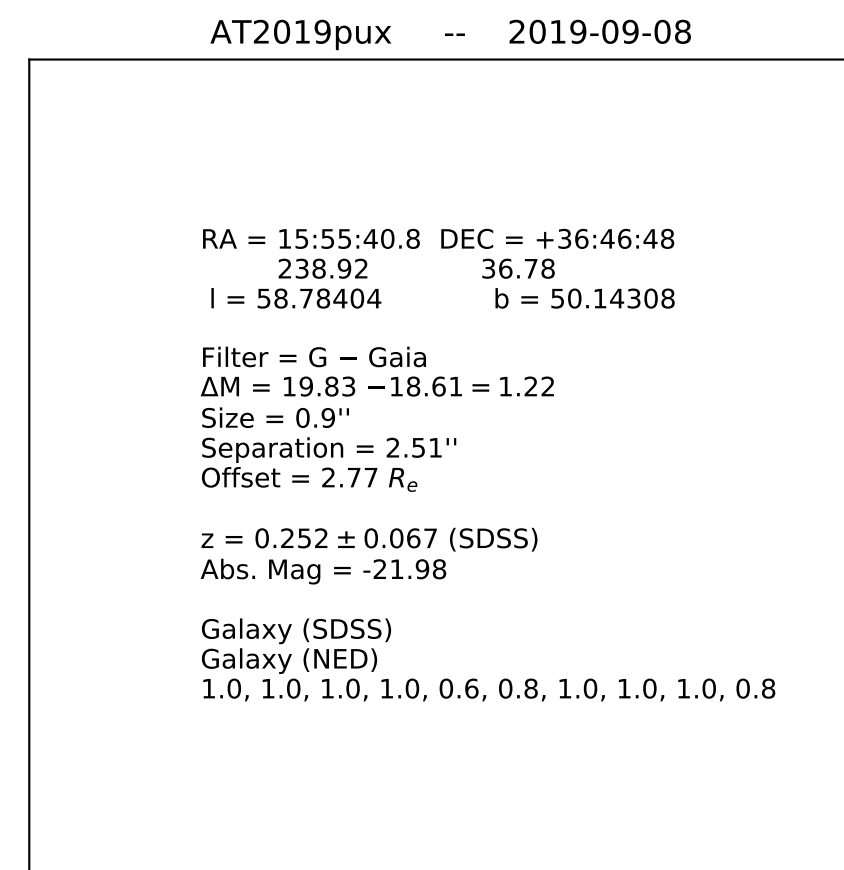 AT2019pux -- 2019-09-08
RA = 15:55:40.8 DEC = +36:46:48
238.92 36.78
l = 58.78404 b = 50.14308
Filter = G − Gaia
ΔM = 19.83 −18.61 = 1.22
Size = 0.9''
Separation = 2.51''
Offset = 2.77 Rₑ
z = 0.252 ± 0.067 (SDSS)
Abs. Mag = -21.98
Galaxy (SDSS)
Galaxy (NED)
1.0, 1.0, 1.0, 1.0, 0.6, 0.8, 1.0, 1.0, 1.0, 0.8